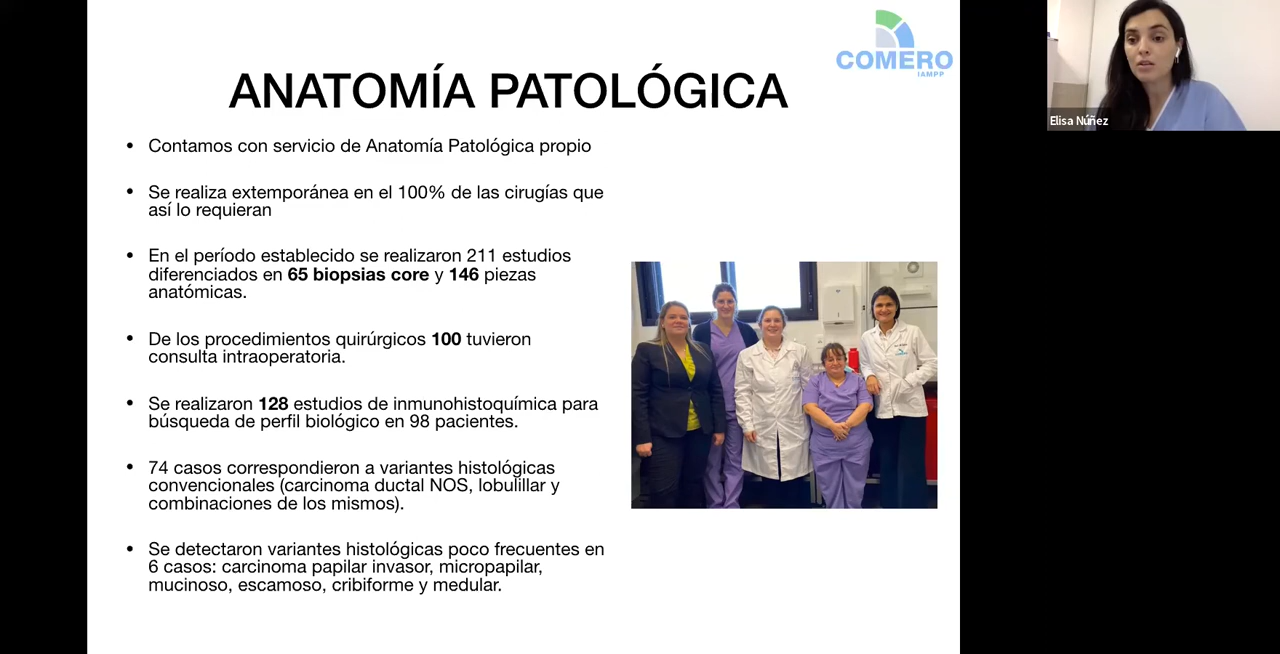 COMERO
IAMPP
ANATOMÍA PATOLÓGICA
• Contamos con servicio de Anatomía Patológica propio
• Se realiza extemporánea en el 100% de las cirugías que
así lo requieran
• En el período establecido se realizaron 211 estudios
diferenciados en 65 biopsias core y 146 piezas
anatómicas.
• De los procedimientos quirúrgicos 100 tuvieron
consulta intraoperatoria.
• Se realizaron 128 estudios de inmunohistoquímica para
búsqueda de perfil biológico en 98 pacientes.
• 74 casos correspondieron a variantes histológicas
convencionales (carcinoma ductal NOS, lobulillar y
combinaciones de los mismos).
• Se detectaron variantes histológicas poco frecuentes en
6 casos: carcinoma papilar invasor, micropapilar,
mucinoso, escamoso, cribiforme y medular.
COMERO
Elisa Núñez